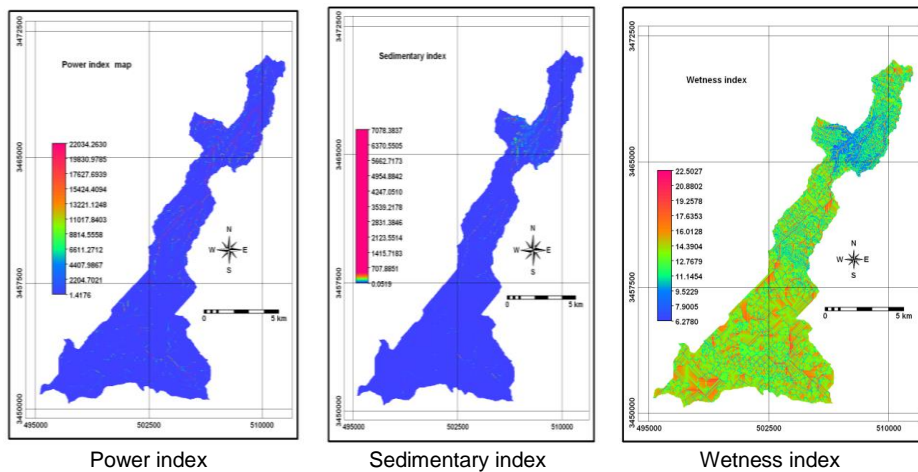 3472500
3465000
3457500
3450000
Power index map
22034.2630
19830.9785
17627.6939
15424.4094
13221.1248
11017.8403
8814.5558
6611.2712
4407.9867
2204.7021
1.4176
N
W E
S
0 5 km
495000 502500 510000
Power index
3472500
3465000
3457500
3450000
Sedimentary index
7078.3837
6370.5505
5662.7173
4954.8842
4247.0510
3539.2178
2831.3846
2123.5514
1415.7183
707.8851
0.0519
N
W E
S
0 5 km
495000 502500 510000
Sedimentary index
3472500
3465000
3457500
3450000
Wetness index
22.5027
20.8802
19.2578
17.6353
16.0128
14.3904
12.7679
11.1454
9.5229
7.9005
6.2780
N
W E
S
0 5 km
495000 502500 510000
Wetness index